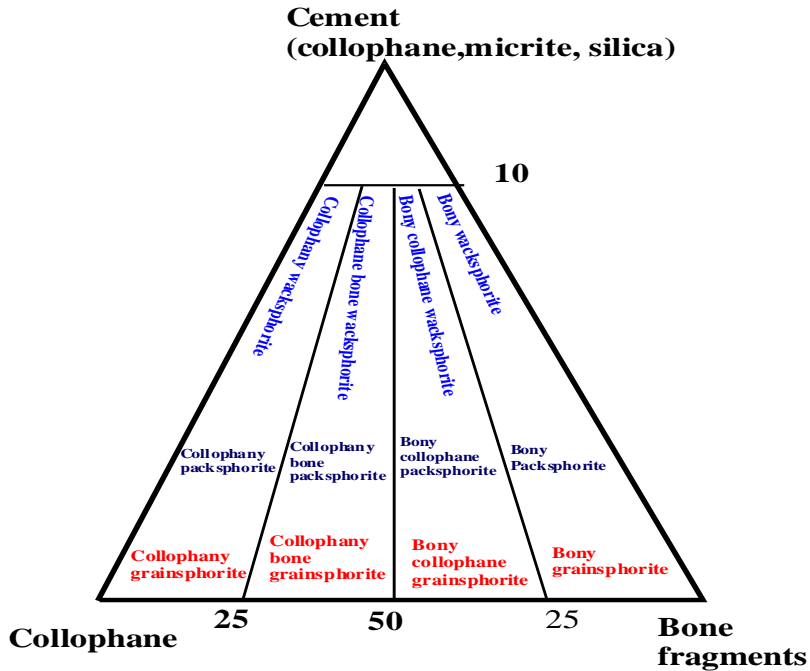 Cement
(collophane,micrite, silica)
10
Collophany wacksphorite
Collophane bone wacksphorite
Bony collophane wacksphorite
Bony wacksphorite
Collophany
packsphorite
Collophany
bone
packsphorite
Bony
collophane
packsphorite
Bony
Packsphorite
Collophany
grainsphorite
Collophany
bone
grainsphorite
Bony
collophane
grainsphorite
Bony
grainsphorite
25
50
25
Collophane
Bone
fragments